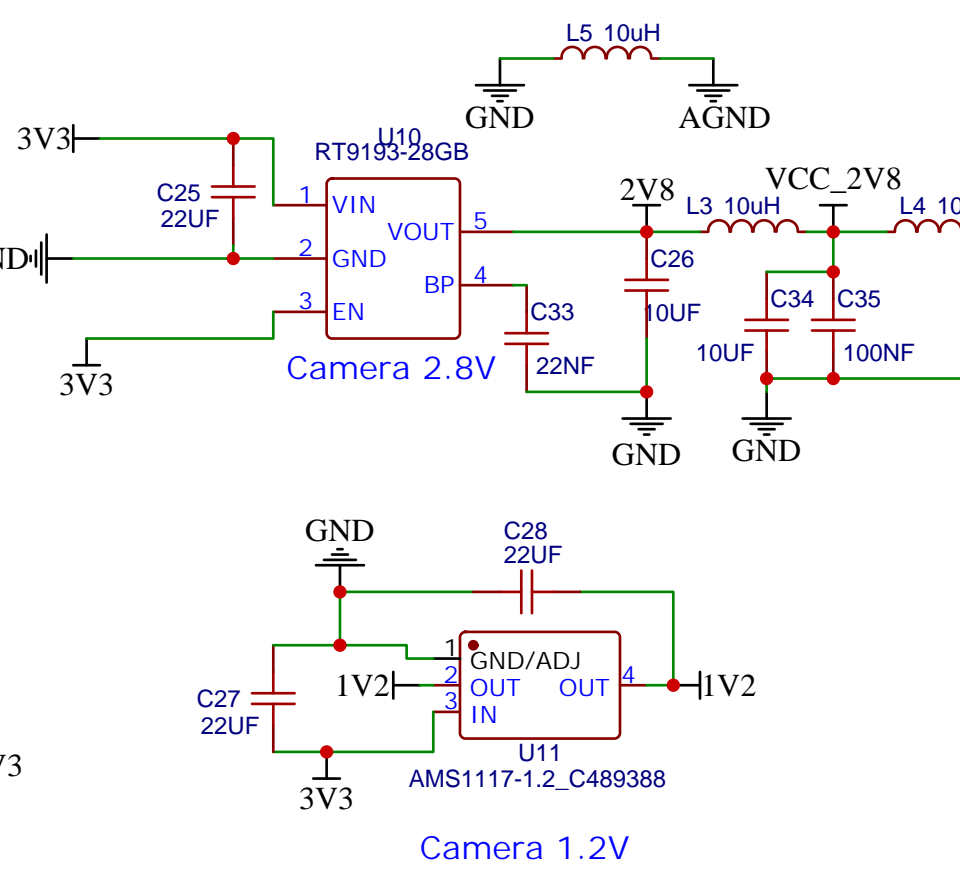 L5 10uH
GND
AGND
3V3
U10
RT9193-28GB
C25
22UF
1
VIN
VOUT
5
2
GND
BP
4
3
EN
3V3
Camera 2.8V
C33
22NF
2V8
C26
10UF
GND
L3 10uH
VCC_2V8
L4 10
C34
10UF
C35
100NF
GND
GND
C28
22UF
C27
22UF
1V2
1
GND/ADJ
2
OUT
OUT
4
3
IN
1V2
U11
AMS1117-1.2_C489388
3V3
Camera 1.2V